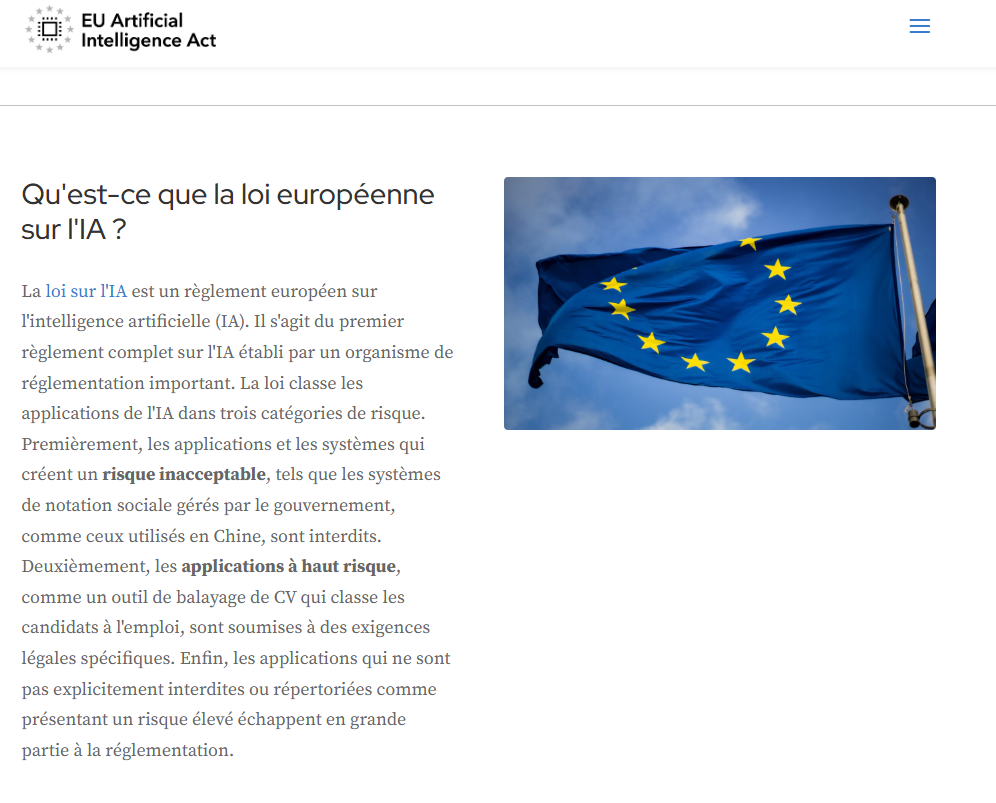 EU Artificial
Intelligence Act
Qu'est-ce que la loi européenne
sur l'IA ?
La loi sur l'IA est un règlement européen sur
l'intelligence artificielle (IA). Il s'agit du premier
règlement complet sur l'IA établi par un organisme de
réglementation important. La loi classe les
applications de l'IA dans trois catégories de risque.
Premièrement, les applications et les systèmes qui
créent un risque inacceptable, tels que les systèmes
de notation sociale gérés par le gouvernement,
comme ceux utilisés en Chine, sont interdits.
Deuxièmement, les applications à haut risque,
comme un outil de balayage de CV qui classe les
candidats à l'emploi, sont soumises à des exigences
légales spécifiques. Enfin, les applications qui ne sont
pas explicitement interdites ou répertoriées comme
présentant un risque élevé échappent en grande
partie à la réglementation.